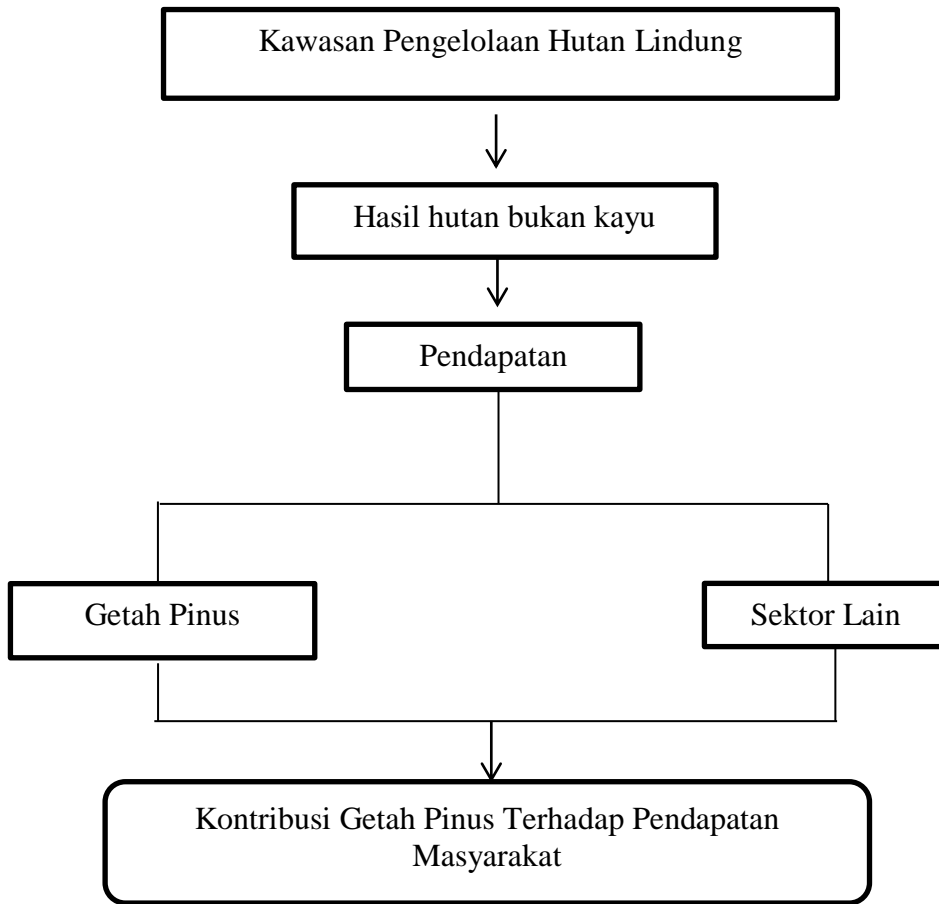 Kawasan Pengelolaan Hutan Lindung
Hasil hutan bukan kayu
Pendapatan
Getah Pinus
Sektor Lain
Kontribusi Getah Pinus Terhadap Pendapatan
Masyarakat